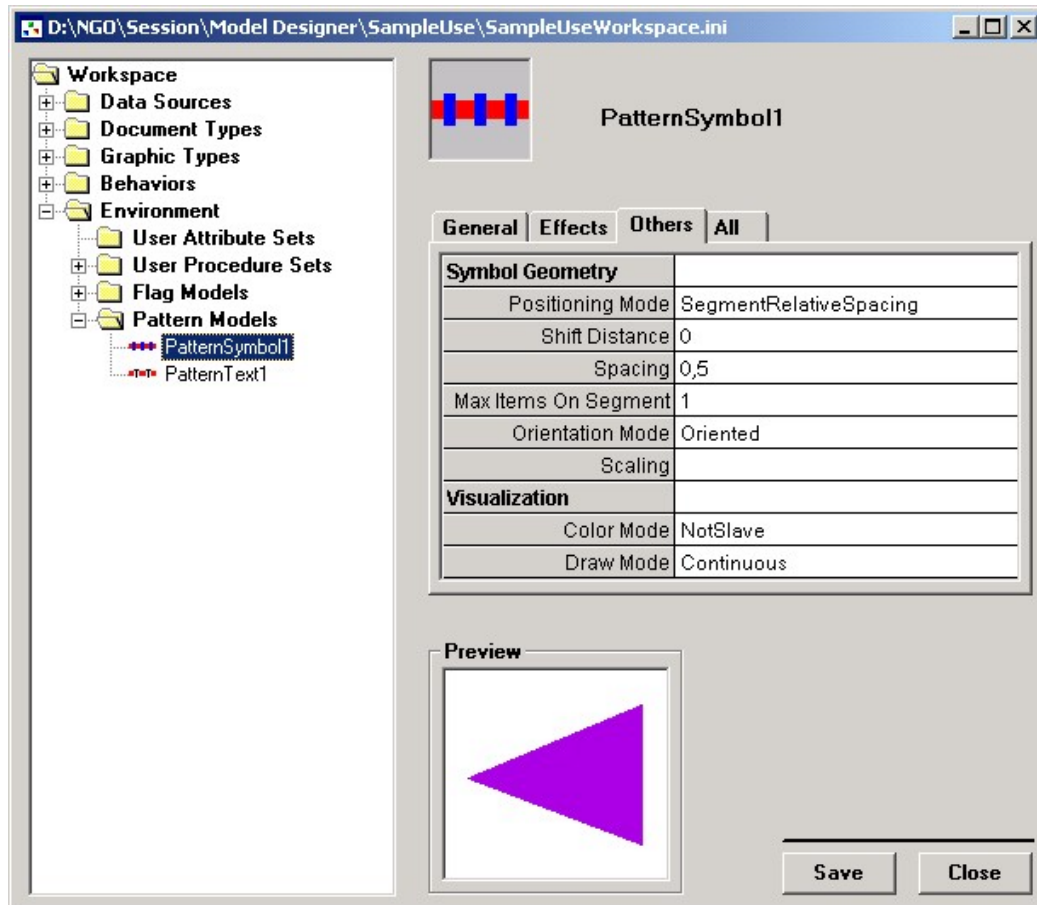 D:\NGO\Session\Model Designer\SampleUse\SampleUseWorkspace.ini
Workspace
Data Sources
Document Types
Graphic Types
Behaviors
Environment
User Attribute Sets
User Procedure Sets
Flag Models
Pattern Models
PatternSymbol1
PatternText1
PatternSymbol1
General Effects Others All
Symbol Geometry
Positioning Mode SegmentRelativeSpacing
Shift Distance 0
Spacing 0,5
Max Items On Segment 1
Orientation Mode Oriented
Scaling
Visualization
Color Mode NotSlave
Draw Mode Continuous
Preview
Save Close